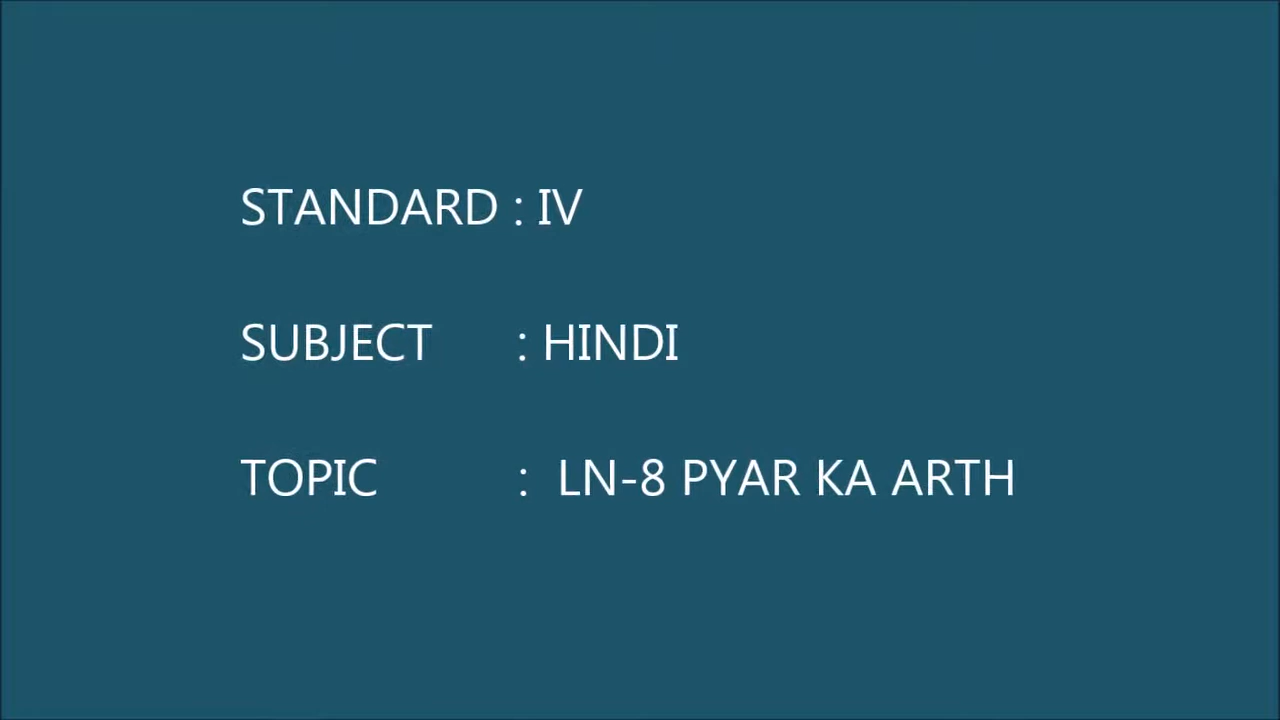 STANDARD : IV
SUBJECT : HINDI
TOPIC : LN-8 PYAR KA ARTH